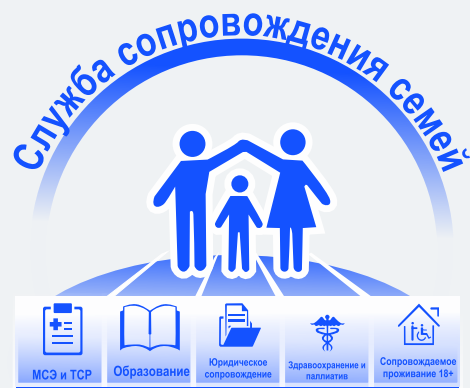 Служба сопровождения семей
МСЭ и ТСР
Образование
Юридическое
сопровождение
Здравоохранение и
паллиатив
Сопровождаемое
проживание 18+